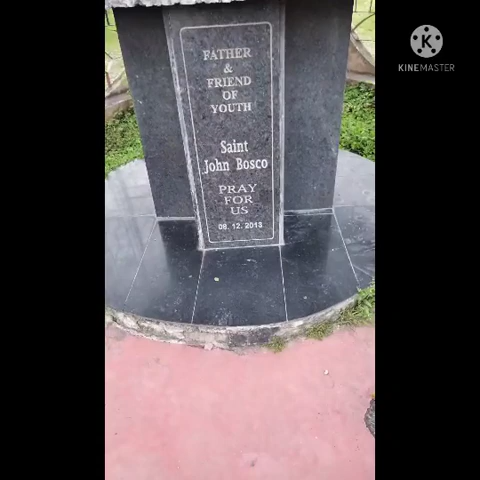 FATHER
&
FRIEND
OF
YOUTH
Saint
John Bosco
PRAY
FOR
US
08. 12. 2013
KINEMASTER